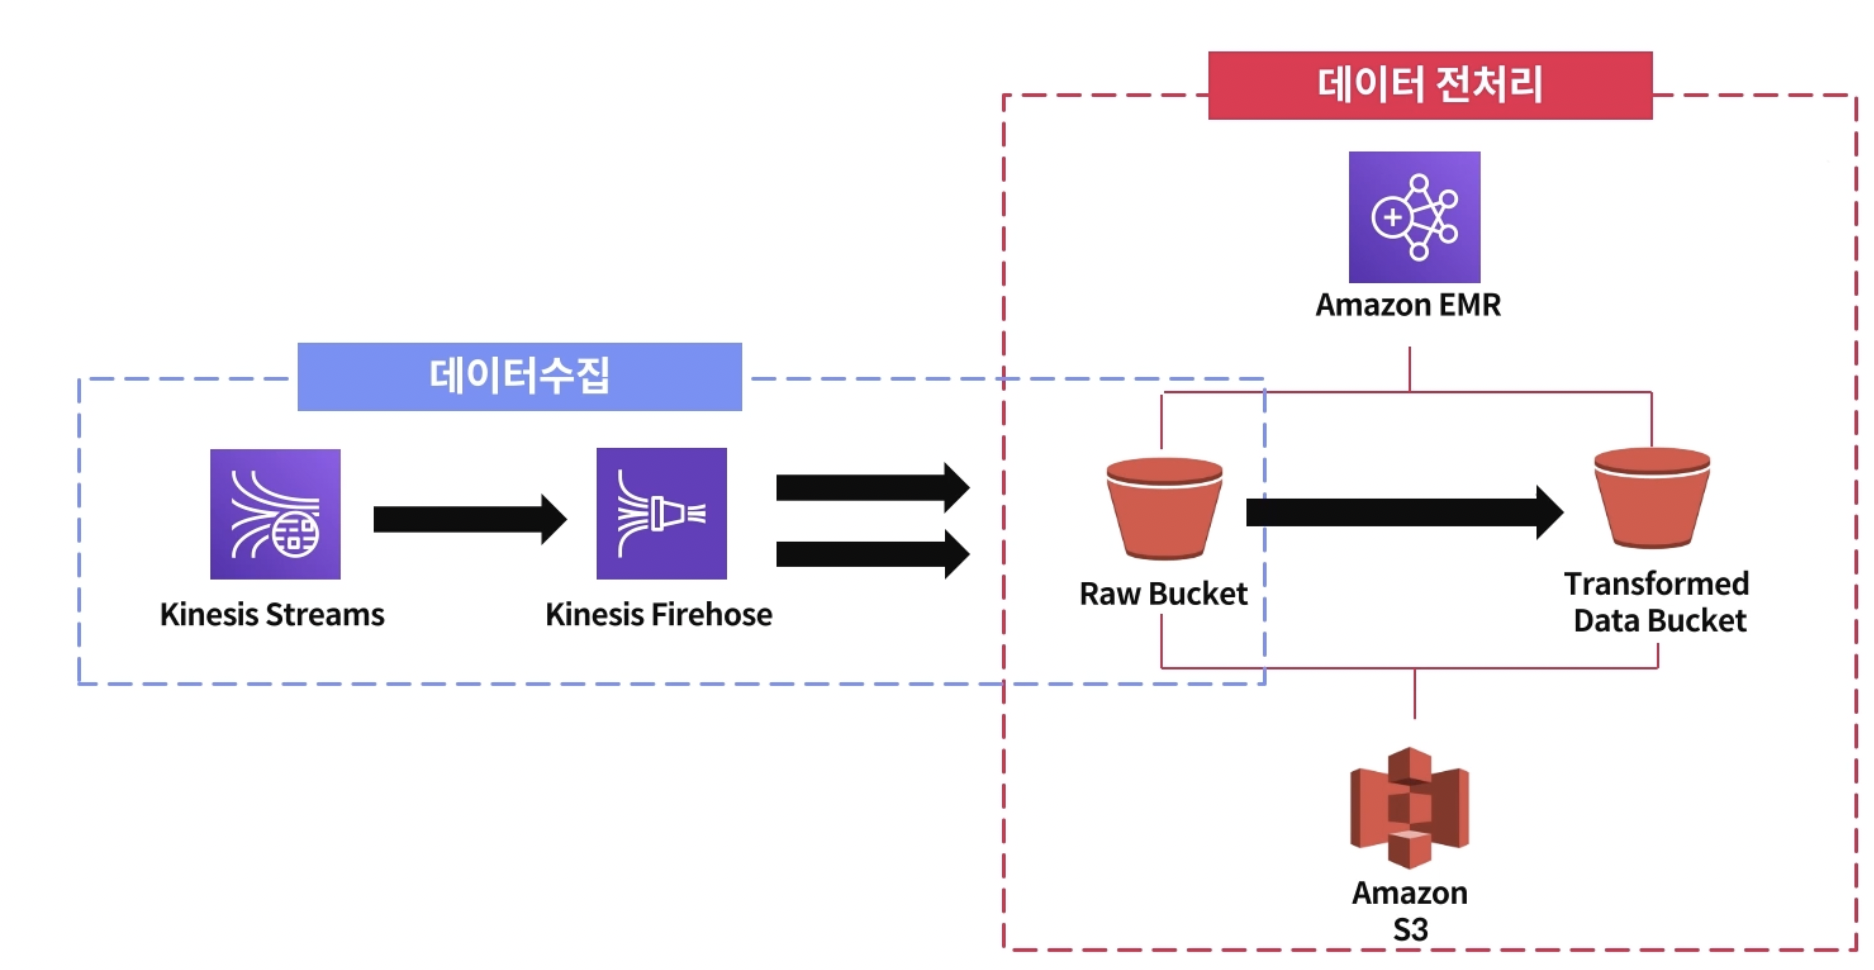 데이터 전처리
Amazon EMR
데이터수집
Kinesis Streams
Kinesis Firehose
Raw Bucket
Transformed
Data Bucket
Amazon
S3